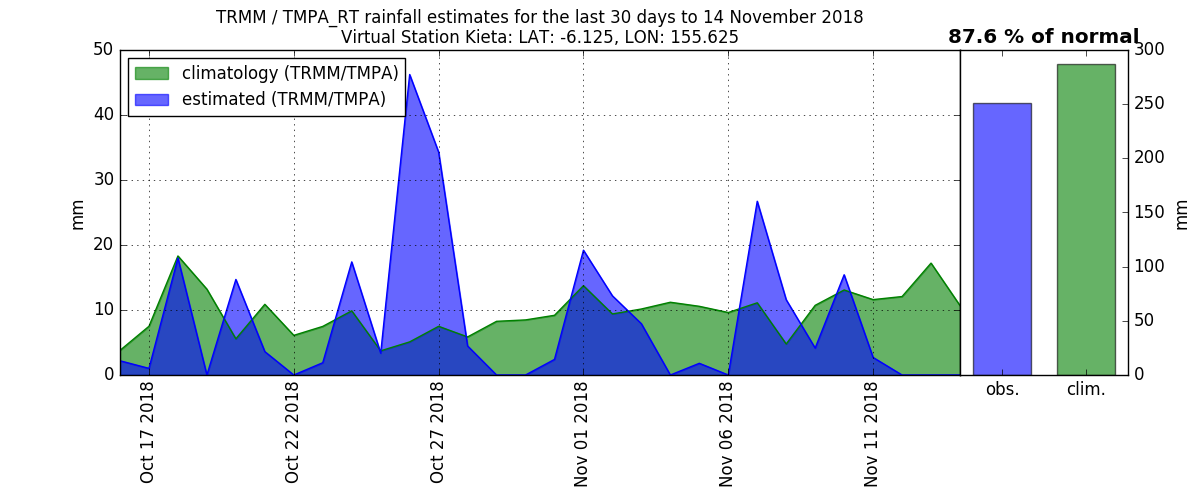 TRMM / TMPA_RT rainfall estimates for the last 30 days to 14 November 2018
Virtual Station Kieta: LAT: -6.125, LON: 155.625
87.6 % of normal
climatology (TRMM/TMPA)
estimated (TRMM/TMPA)
50
40
30
20
10
0
mm
Oct 17 2018
Oct 22 2018
Oct 27 2018
Nov 01 2018
Nov 06 2018
Nov 11 2018
300
250
200
150
100
50
0
mm
obs.
clim.